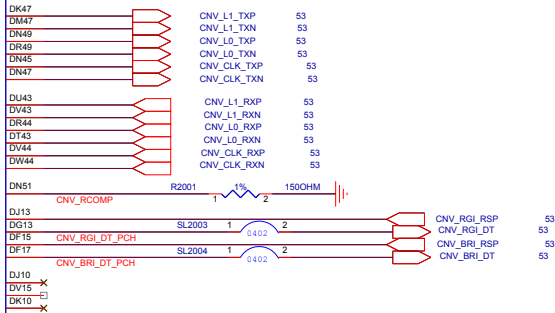 DK47 CNV_L1_TXP 53
DM47 CNV_L1_TXN 53
DN49 CNV_L0_TXP 53
DR49 CNV_L0_TXN 53
DN45 CNV_CLK_TXP 53
DN47 CNV_CLK_TXN 53
DU43 CNV_L1_RXP 53
DV43 CNV_L1_RXN 53
DR44 CNV_L0_RXP 53
DT43 CNV_L0_RXN 53
DV44 CNV_CLK_RXP 53
DW44 CNV_CLK_RXN 53
DN51 R2001 1% 150OHM
CNV_RCOMP 1 2
DJ13 CNV_RGI_RSP 53
DG13 SL2003 1 2 CNV_RGI_DT 53
DF15 CNV_RGI_DT_PCH 0402 CNV_BRI_RSP 53
DF17 SL2004 1 2 CNV_BRI_DT 53
CNV_BRI_DT_PCH 0402
DJ10
DV15
DK10